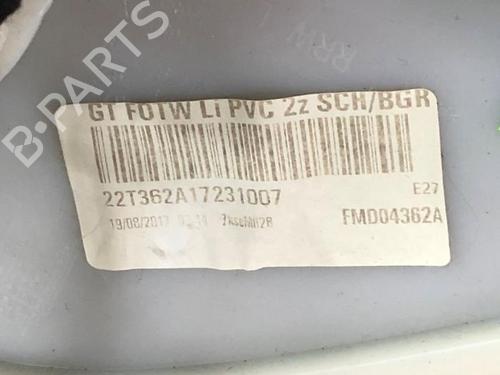 B-PARTS
GT FOTW Li PVC 2z SCH/BGR
22T362A17231007
E27
19/08/2017
FMD04362A